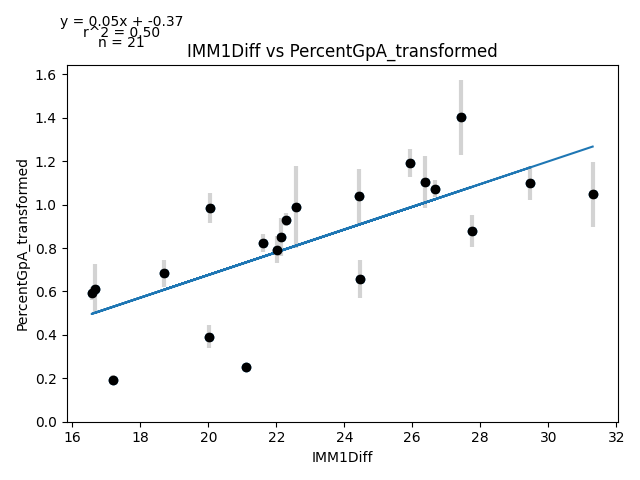 y = 0.05x + -0.37
r^2 = 0.50
n = 21
IMM1Diff vs PercentGpA_transformed
1.6
1.4
1.2
1.0
0.8
0.6
0.4
0.2
0.0
PercentGpA_transformed
16 18 20 22 24 26 28 30 32
IMM1Diff